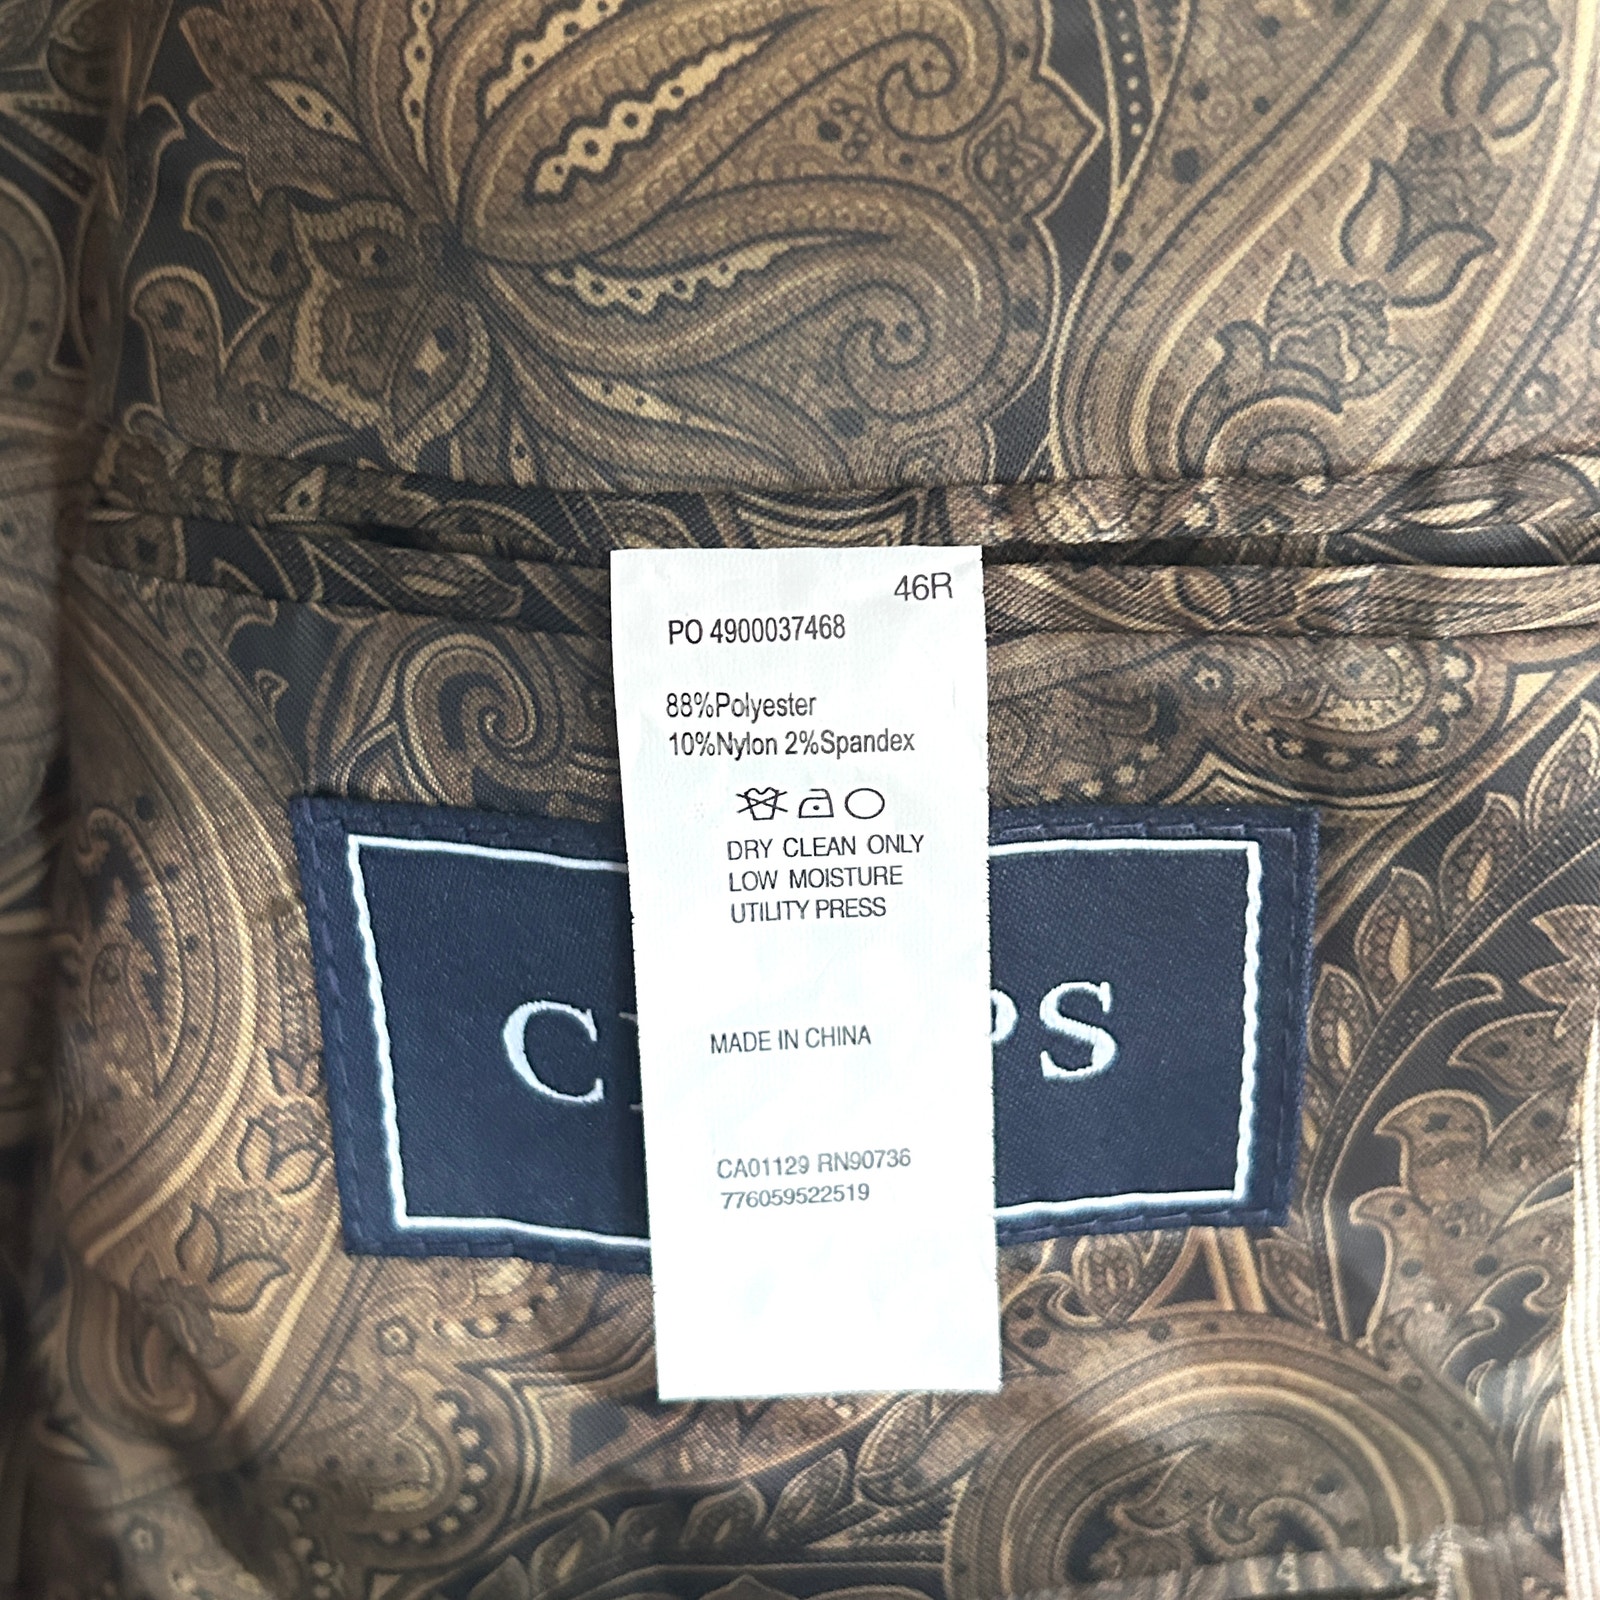 46R
PO 4900037468
88%Polyester
10%Nylon 2%Spandex
DRY CLEAN ONLY
LOW MOISTURE
UTILITY PRESS
MADE IN CHINA
CA01129 RN90736
776059522519